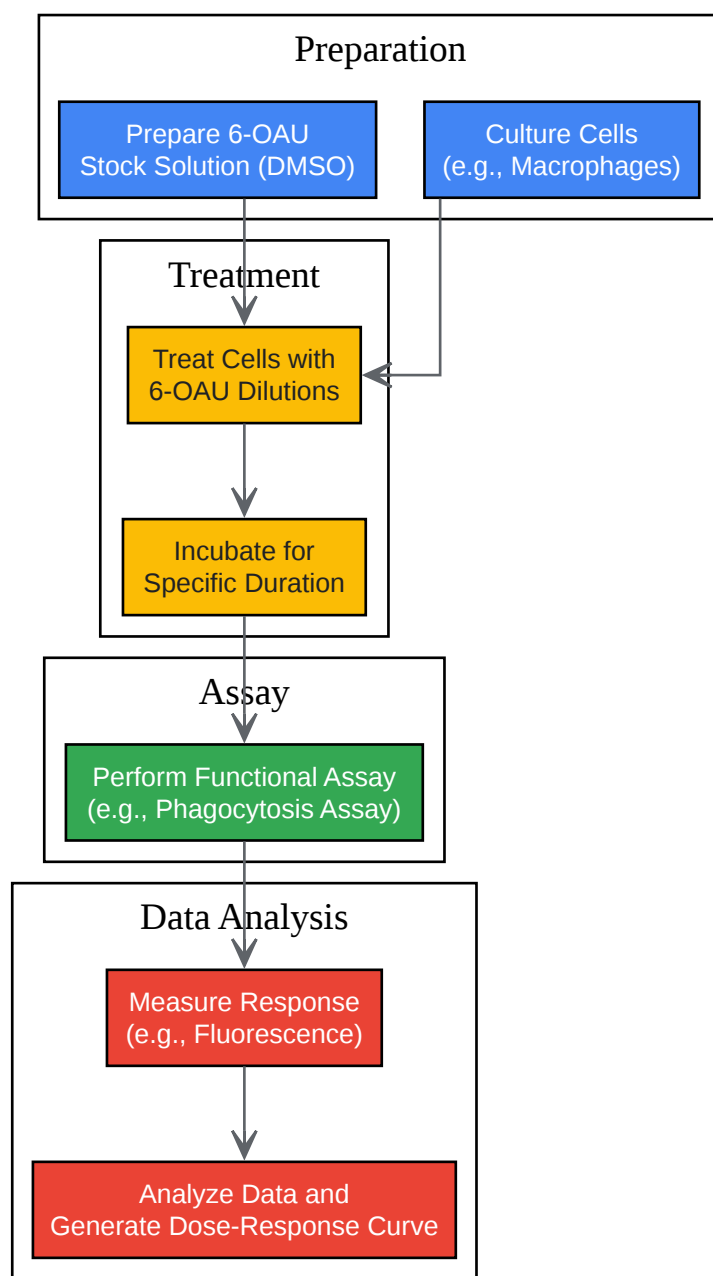 Preparation
Prepare 6-OAU
Stock Solution (DMSO)
Culture Cells
(e.g., Macrophages)
Treatment
Treat Cells with
6-OAU Dilutions
Incubate for
Specific Duration
Assay
Perform Functional Assay
(e.g., Phagocytosis Assay)
Data Analysis
Measure Response
(e.g., Fluorescence)
Analyze Data and
Generate Dose-Response Curve